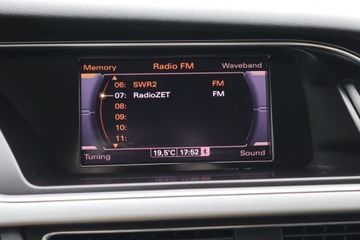 Memory Radio FM Waveband
06: SWR2 FM
07: RadioZET FM
08:
09:
10:
11:
Tuning 19,5°C 17:52 Sound